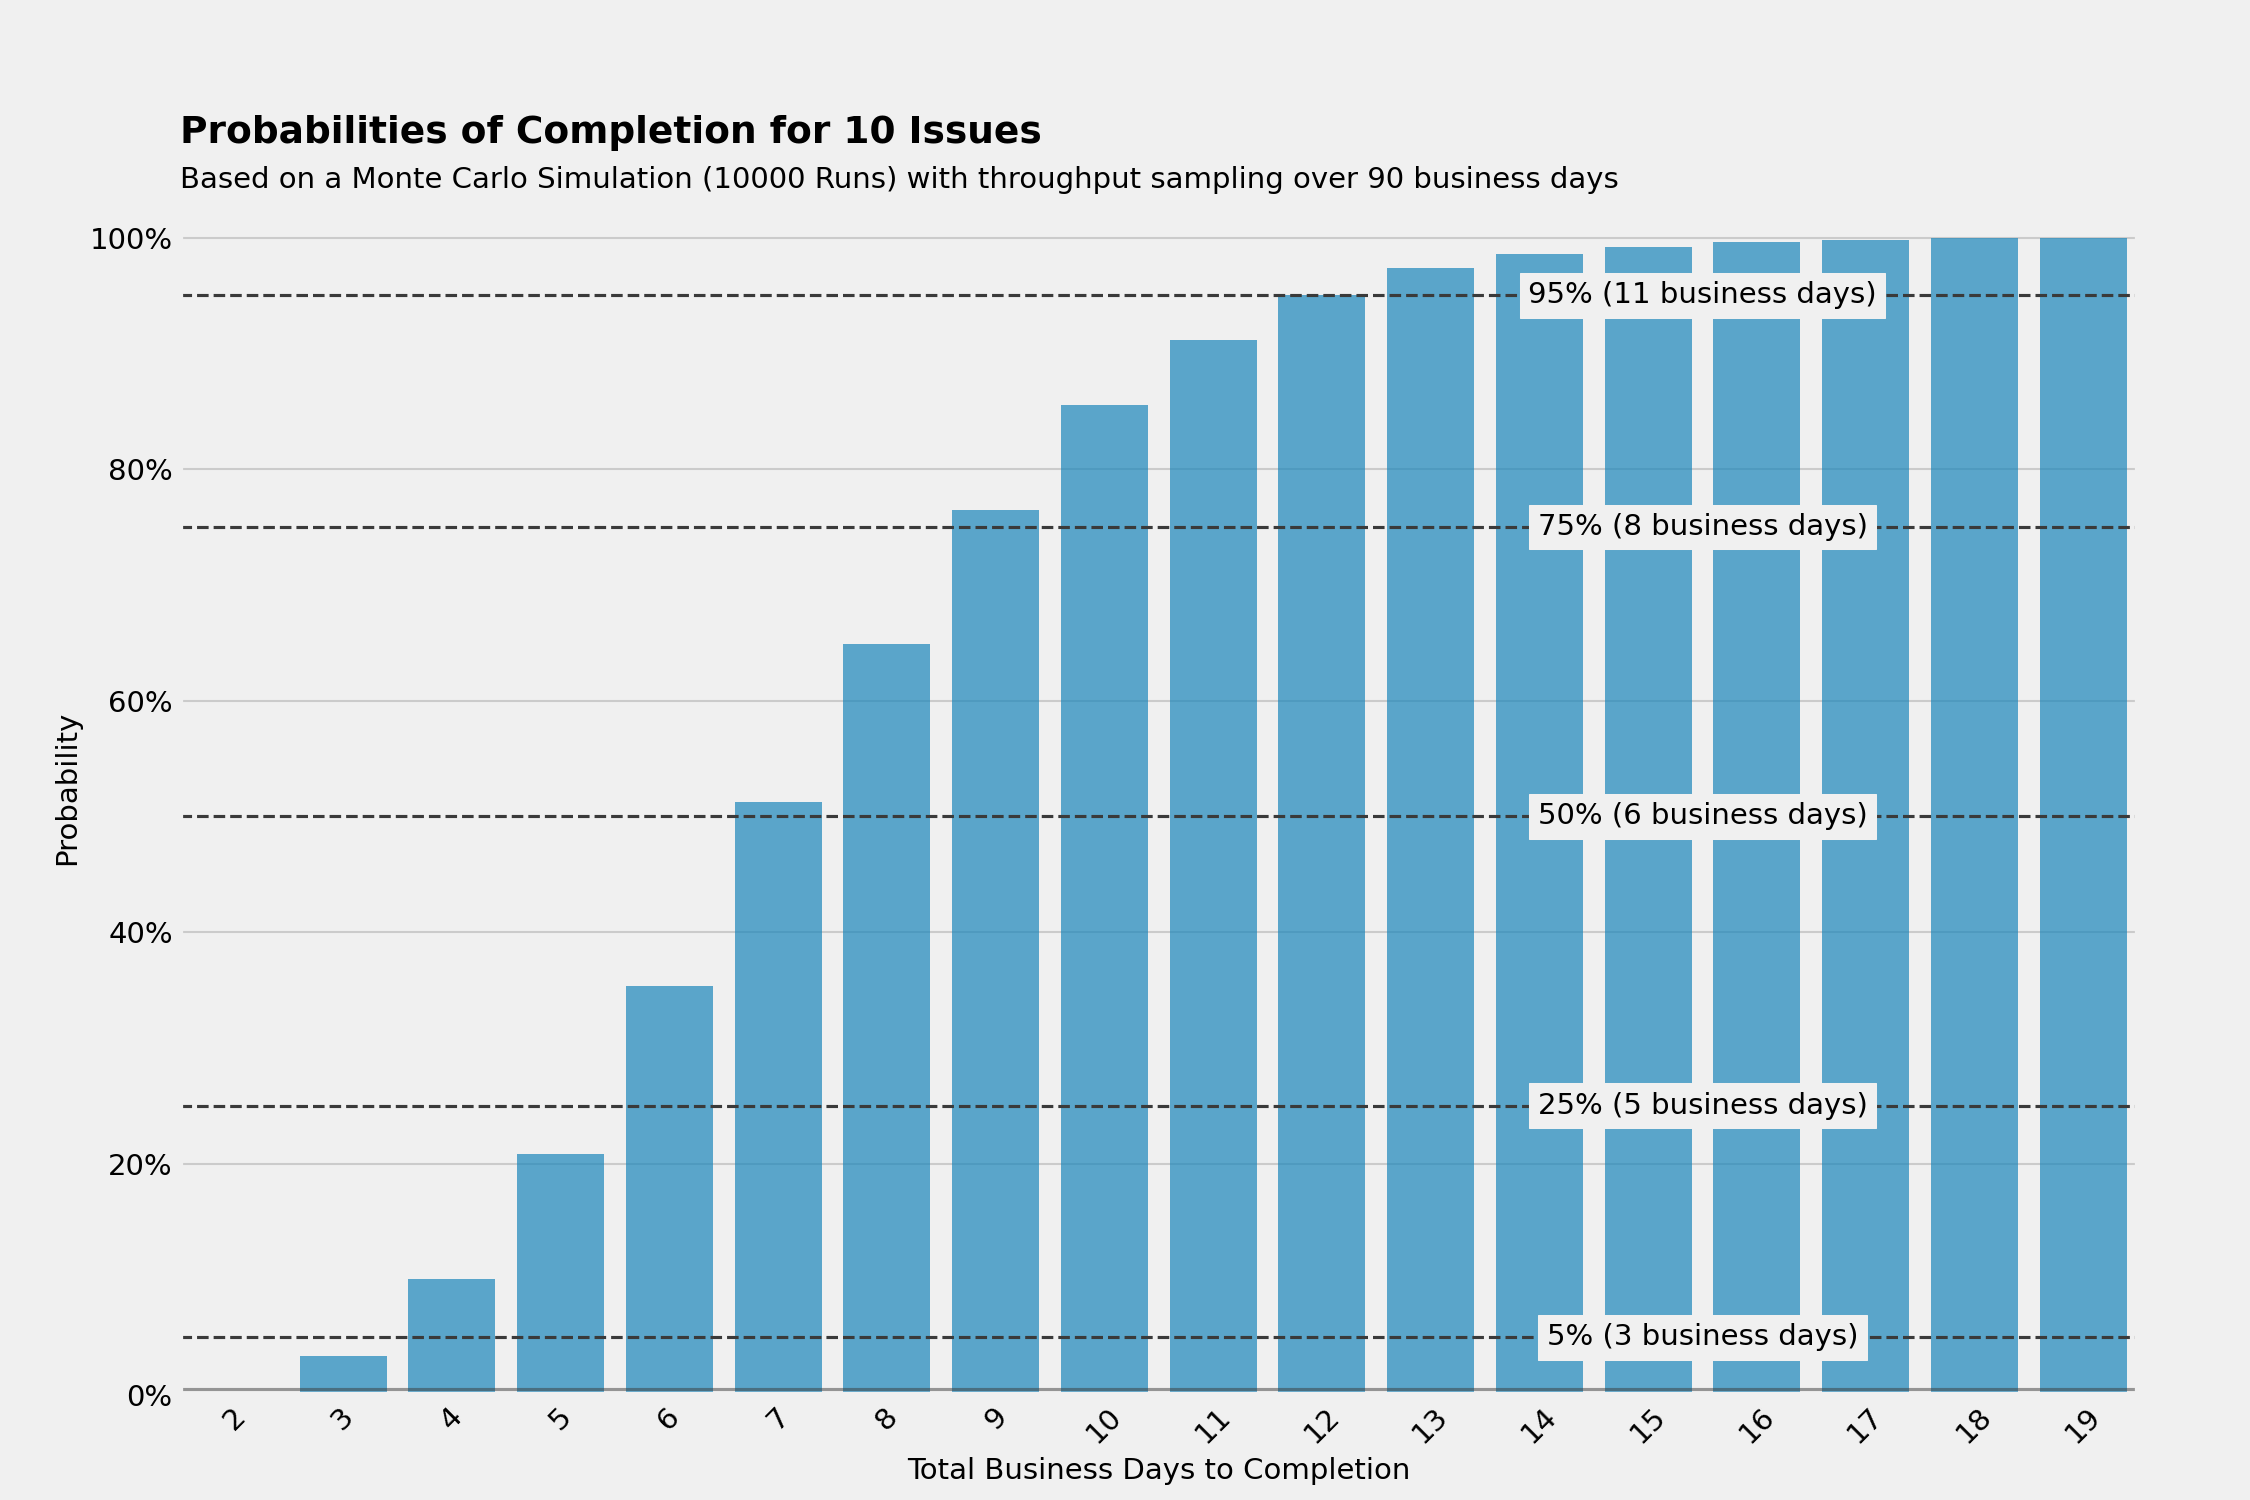 Probabilities of Completion for 10 Issues
Based on a Monte Carlo Simulation (10000 Runs) with throughput sampling over 90 business days
100%
95% (11 business days)
80%
75% (8 business days)
60%
Probability
50% (6 business days)
40%
25% (5 business days)
20%
5% (3 business days)
0%
2 3 4 5 6 7 8 9 10 11 12 13 14 15 16 17 18 19
Total Business Days to Completion